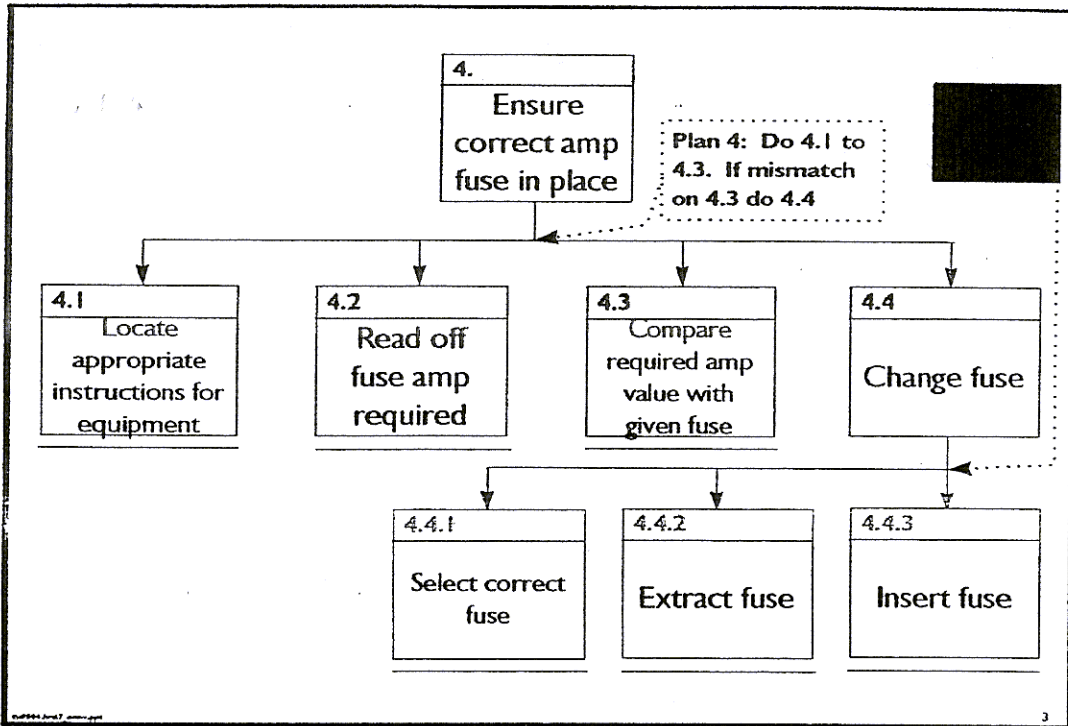 4.
Ensure
correct amp
fuse in place
Plan 4: Do 4.1 to
4.3. If mismatch
on 4.3 do 4.4
4.1
Locate
appropriate
instructions for
equipment
4.2
Read off
fuse amp
required
4.3
Compare
required amp
value with
given fuse
4.4
Change fuse
4.4.1
Select correct
fuse
4.4.2
Extract fuse
4.4.3
Insert fuse
3